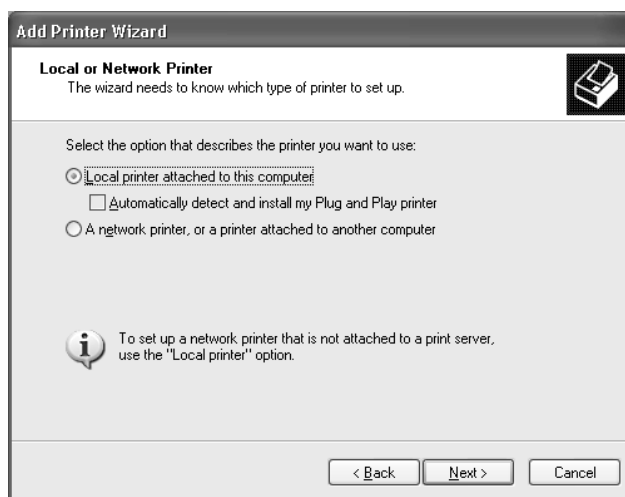 Add Printer Wizard
Local or Network Printer
The wizard needs to know which type of printer to set up.
Select the option that describes the printer you want to use:
Local printer attached to this computer
Automatically detect and install my Plug and Play printer
A network printer, or a printer attached to another computer
To set up a network printer that is not attached to a print server,
use the "Local printer" option.
< Back Next > Cancel